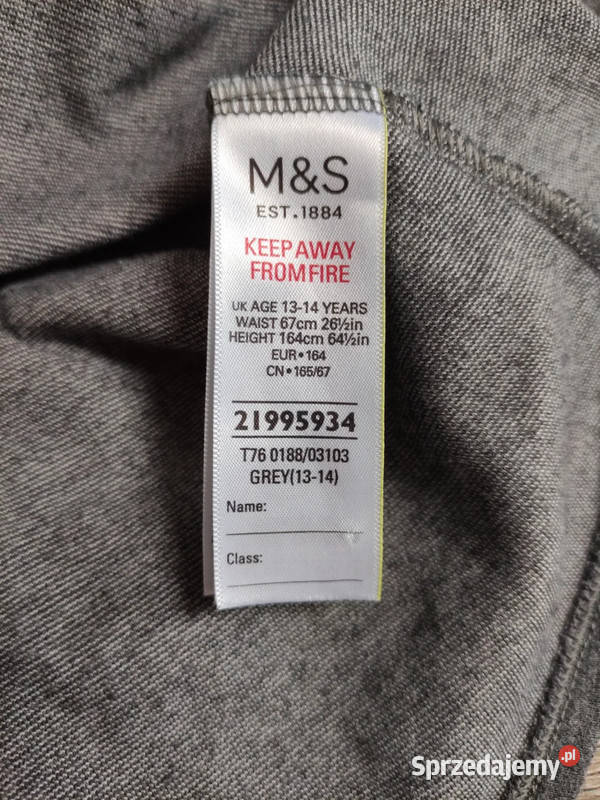 M&S
EST.1884
KEEP AWAY
FROM FIRE
UK AGE 13-14 YEARS
WAIST 67cm 26½in
HEIGHT 164cm 64½in
EUR•164
CN•165/67
21995934
T76 0188/03103
GREY(13-14)
Name:
Class:
Sprzedajemy.pl